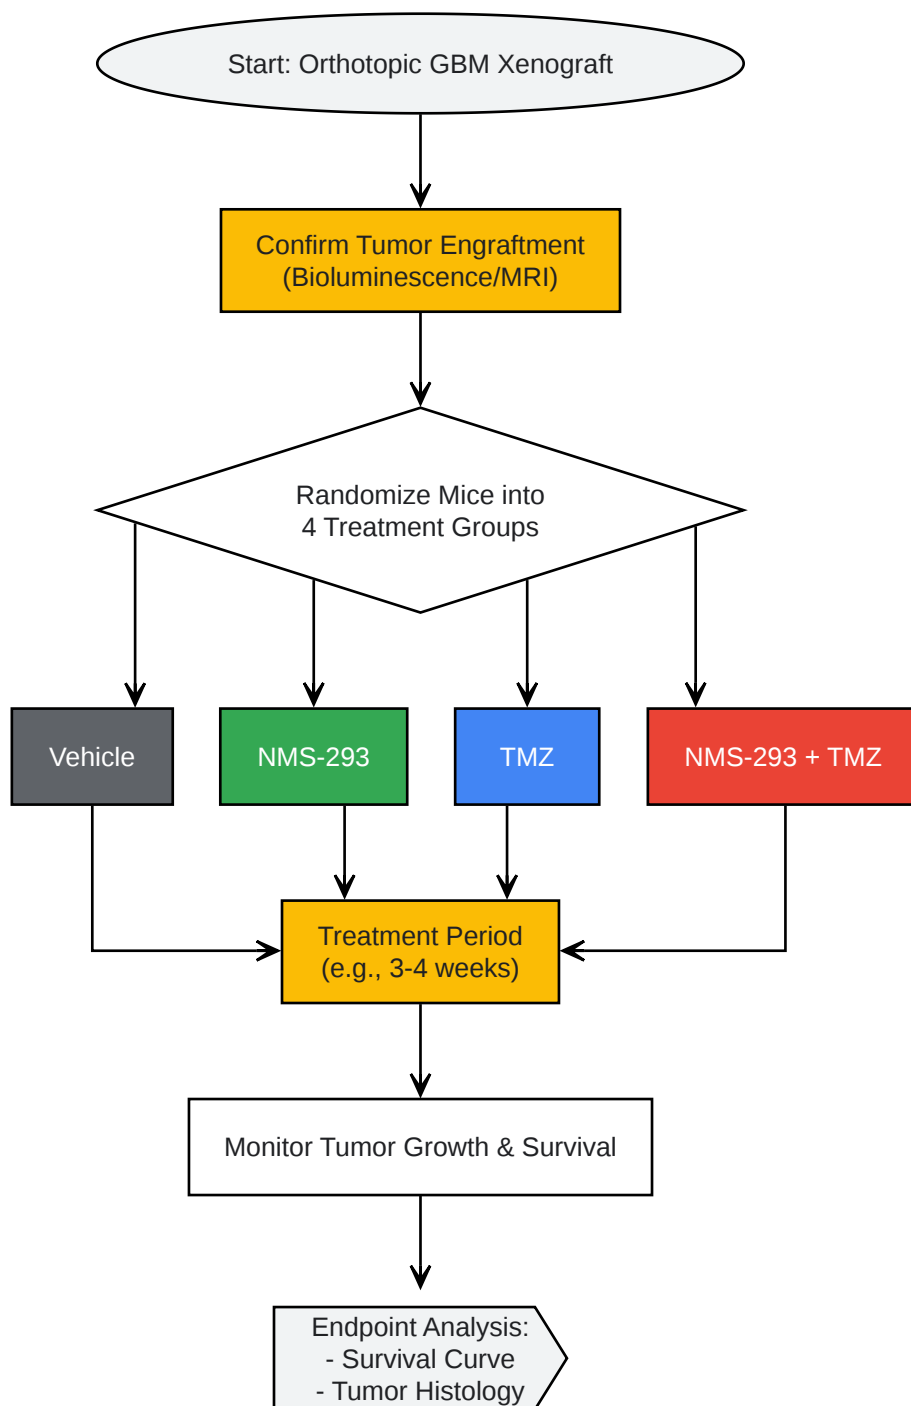 Start: Orthotopic GBM Xenograft
Confirm Tumor Engraftment
(Bioluminescence/MRI)
Randomize Mice into
4 Treatment Groups
Vehicle
NMS-293
TMZ
NMS-293 + TMZ
Treatment Period
(e.g., 3-4 weeks)
Monitor Tumor Growth & Survival
Endpoint Analysis:
- Survival Curve
- Tumor Histology